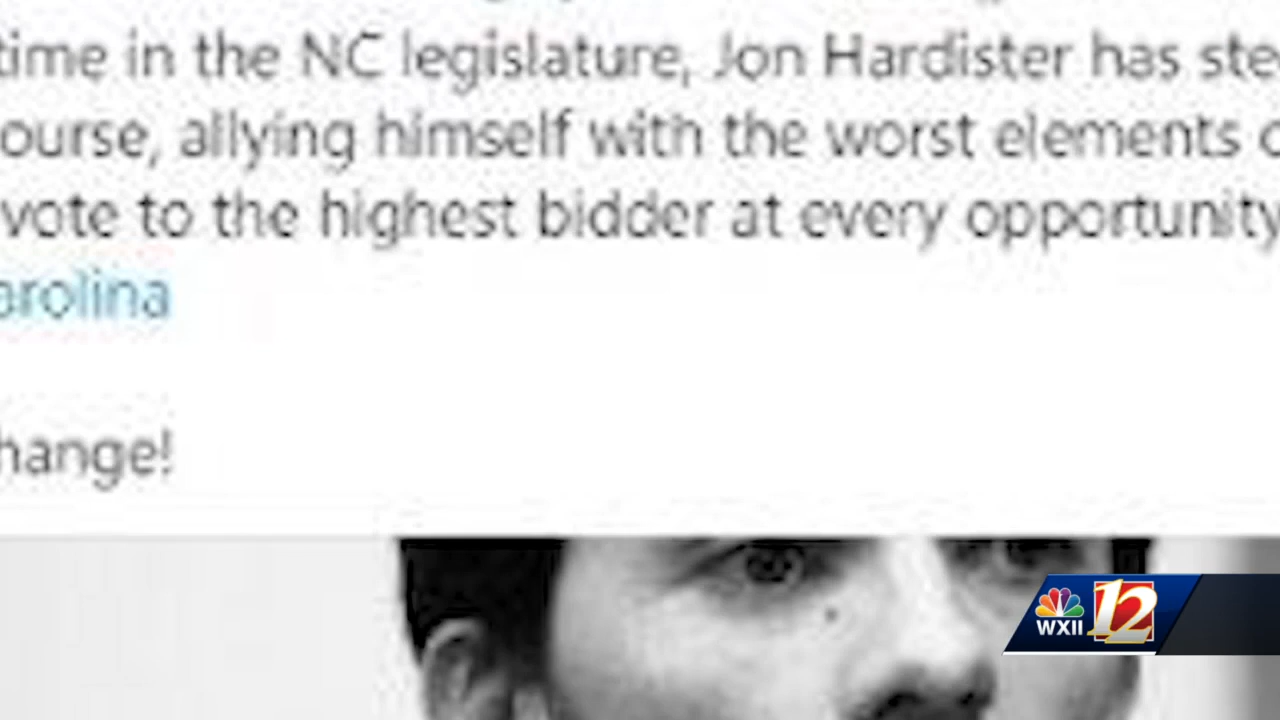 time in the NC legislature, Jon Hardister has ste
ourse, allying himself with the worst elements o
vote to the highest bidder at every opportunity
arolina
hange!
WXII 12